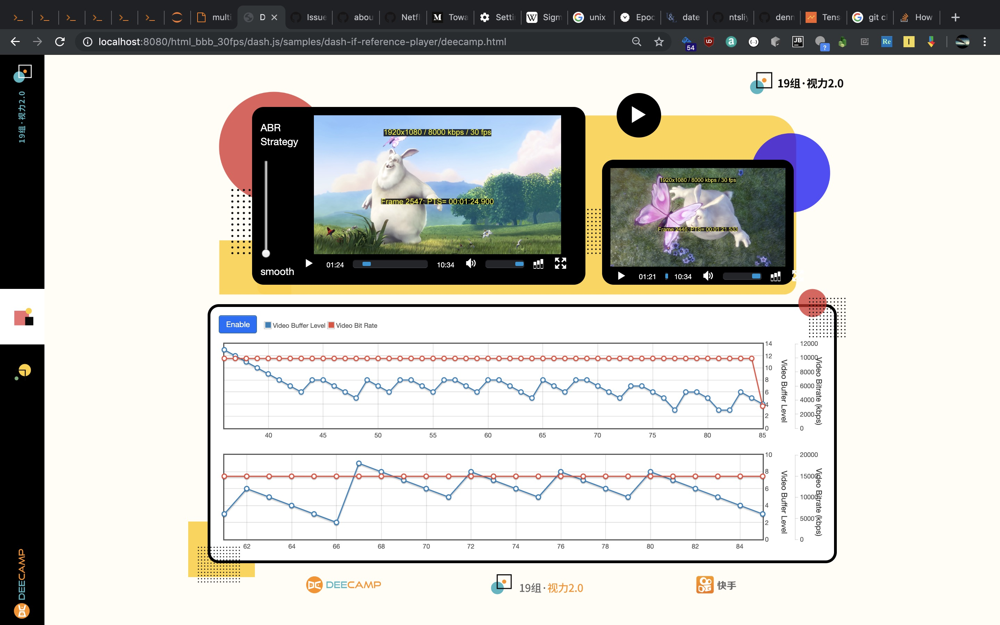 multi
D
Issue
abou
Netfl
M
Towa
Setti
W
Sigm
unix
Epoc
date
ntsliy
denn
Tens
git cl
How
localhost:8080/html_bbb_30fps/dash.js/samples/dash-if-reference-player/deecamp.html
54
JB
?
Re
19组·视力2.0
19组·视力2.0
ABR
Strategy
smooth
1920x1080 / 8000 kbps / 30 fps
Frame 2547: PTS= 00:01:24.900
01:24
10:34
1920x1080 / 8000 kbps / 30 fps
Frame 2446: PTS= 00:01:21.533
01:21
10:34
Enable
Video Buffer Level
Video Bit Rate
14
12
10
8
6
4
2
0
Video Buffer Level
12000
10000
8000
6000
4000
2000
0
Video Bitrate (kbps)
40 45 50 55 60 65 70 75 80 85
10
8
6
4
2
0
Video Buffer Level
20000
15000
10000
5000
0
Video Bitrate (kbps)
62 64 66 68 70 72 74 76 78 80 82 84
DEECAMP
DEECAMP
19组·视力2.0
快手